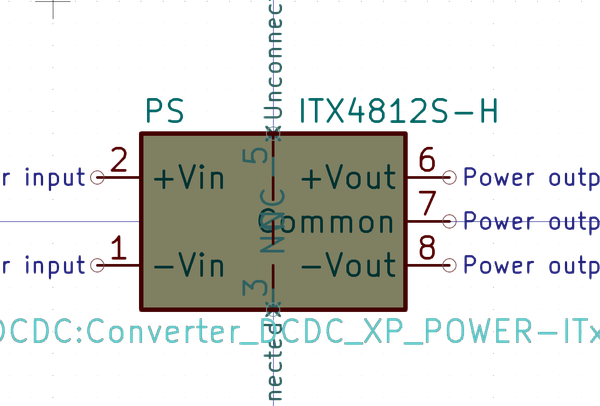 Unconnec
PS
ITX4812S-H
r input 2 +Vin 5 +Vout 6 Power outp
NC
Common 7 Power outp
r input 1 -Vin 3 -Vout 8 Power outp
DCDC:Converter_DCDC_XP_POWER-ITx
nected